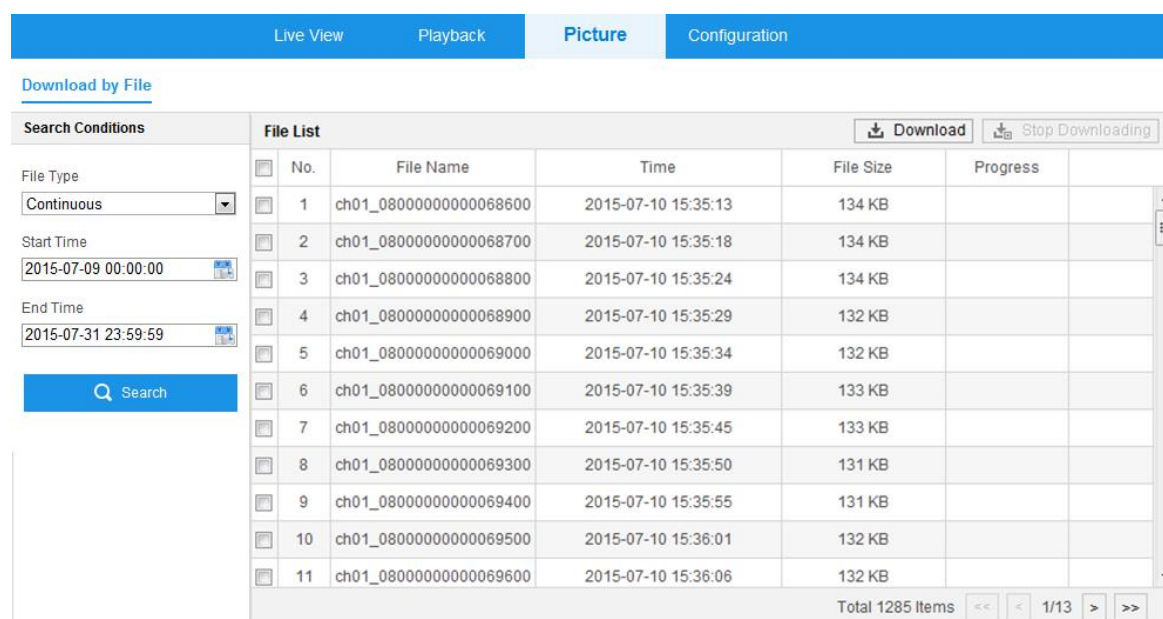 Live View Playback Picture Configuration
Download by File
Search Conditions
File Type
Continuous
Start Time
2015-07-09 00:00:00
End Time
2015-07-31 23:59:59
Search
File List Download Stop Downloading
No. File Name Time File Size Progress
1 ch01_08000000000068600 2015-07-10 15:35:13 134 KB
2 ch01_08000000000068700 2015-07-10 15:35:18 134 KB
3 ch01_08000000000068800 2015-07-10 15:35:24 134 KB
4 ch01_08000000000068900 2015-07-10 15:35:29 132 KB
5 ch01_08000000000069000 2015-07-10 15:35:34 132 KB
6 ch01_08000000000069100 2015-07-10 15:35:39 133 KB
7 ch01_08000000000069200 2015-07-10 15:35:45 133 KB
8 ch01_08000000000069300 2015-07-10 15:35:50 131 KB
9 ch01_08000000000069400 2015-07-10 15:35:55 131 KB
10 ch01_08000000000069500 2015-07-10 15:36:01 132 KB
11 ch01_08000000000069600 2015-07-10 15:36:06 132 KB
Total 1285 Items << < 1/13 > >>